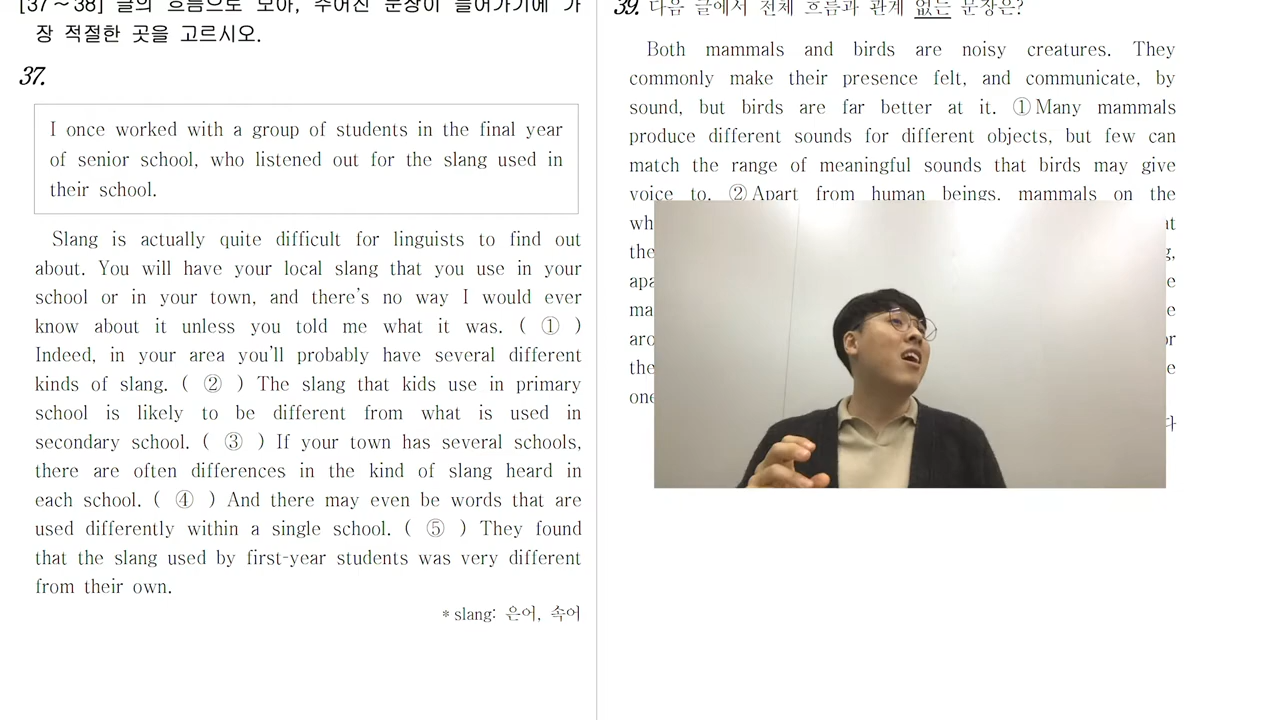 [37～38] 글의 흐름으로 보아, 주어진 문장이 들어가기에 가
장 적절한 곳을 고르시오.
37.
I once worked with a group of students in the final year
of senior school, who listened out for the slang used in
their school.
Slang is actually quite difficult for linguists to find out
about. You will have your local slang that you use in your
school or in your town, and there's no way I would ever
know about it unless you told me what it was. ( ① )
Indeed, in your area you'll probably have several different
kinds of slang. ( ② ) The slang that kids use in primary
school is likely to be different from what is used in
secondary school. ( ③ ) If your town has several schools,
there are often differences in the kind of slang heard in
each school. ( ④ ) And there may even be words that are
used differently within a single school. ( ⑤ ) They found
that the slang used by first-year students was very different
from their own.
* slang: 은어, 속어
39. 다음 글에서 전체 흐름과 관계 없는 문장은?
Both mammals and birds are noisy creatures. They
commonly make their presence felt, and communicate, by
sound, but birds are far better at it. ① Many mammals
produce different sounds for different objects, but few can
match the range of meaningful sounds that birds may give
voice to. ② Apart from human beings, mammals on the